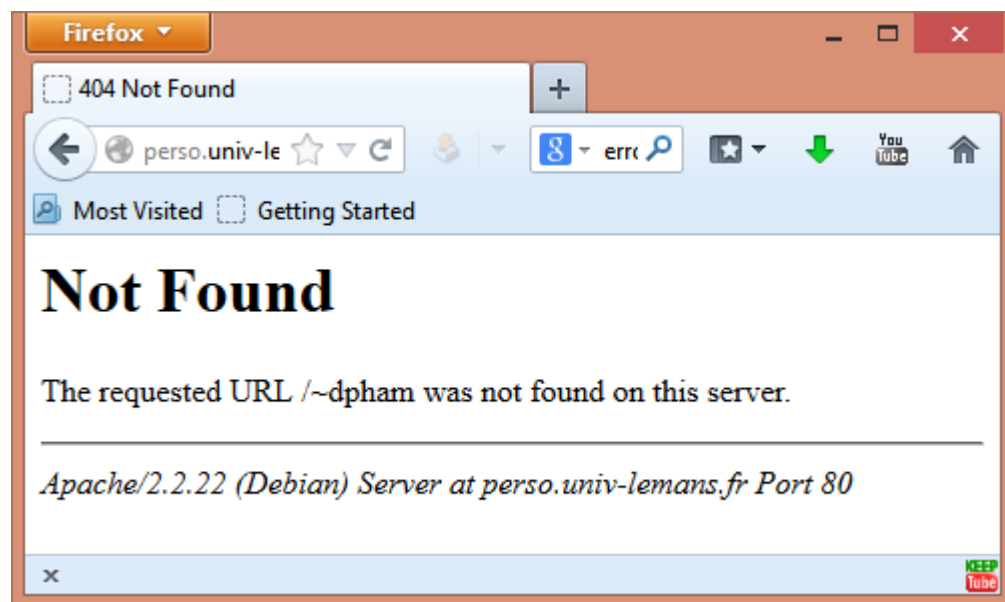 Firefox
404 Not Found
perso.univ-le
8
erro
You
Tube
Most Visited
Getting Started
Not Found
The requested URL /~dpham was not found on this server.
Apache/2.2.22 (Debian) Server at perso.univ-lemans.fr Port 80
KEEP
Tube